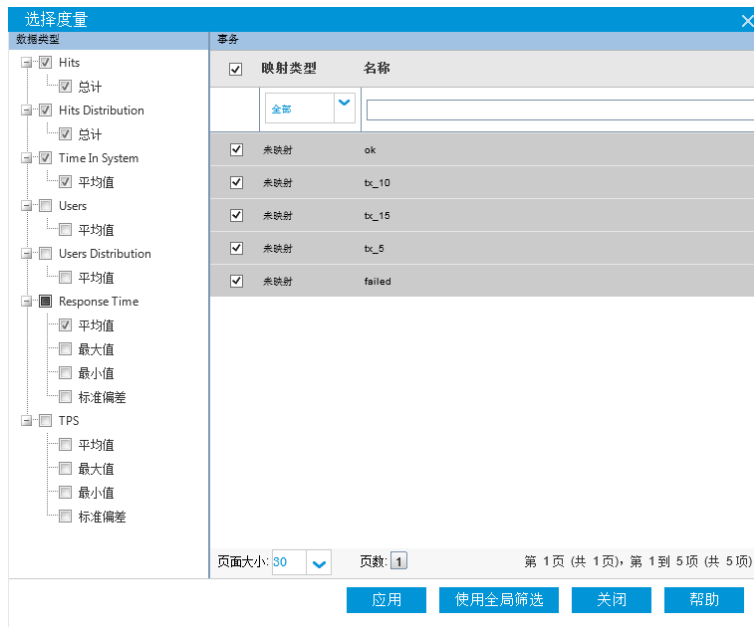 选择度量
数据类型
Hits
总计
Hits Distribution
总计
Time In System
平均值
Users
平均值
Users Distribution
平均值
Response Time
平均值
最大值
最小值
标准偏差
TPS
平均值
最大值
最小值
标准偏差
事务
映射类型 名称
全部
未映射 ok
未映射 tx_10
未映射 tx_15
未映射 tx_5
未映射 failed
页面大小: 30 页数: 1 第 1页 (共 1页), 第 1到 5项 (共 5项)
应用 使用全局筛选 关闭 帮助